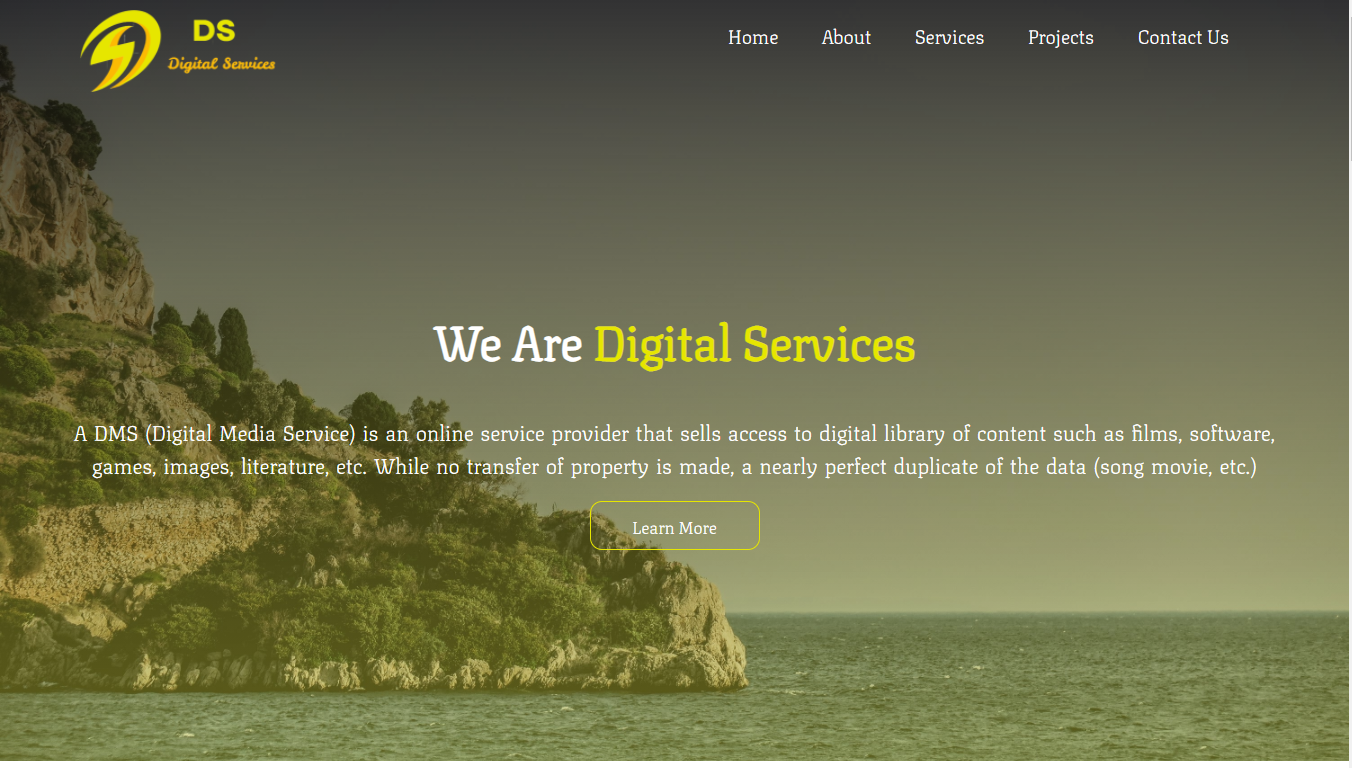 DS
Digital Services
Home About Services Projects Contact Us
We Are Digital Services
A DMS (Digital Media Service) is an online service provider that sells access to digital library of content such as films, software,
games, images, literature, etc. While no transfer of property is made, a nearly perfect duplicate of the data (song movie, etc.)
Learn More